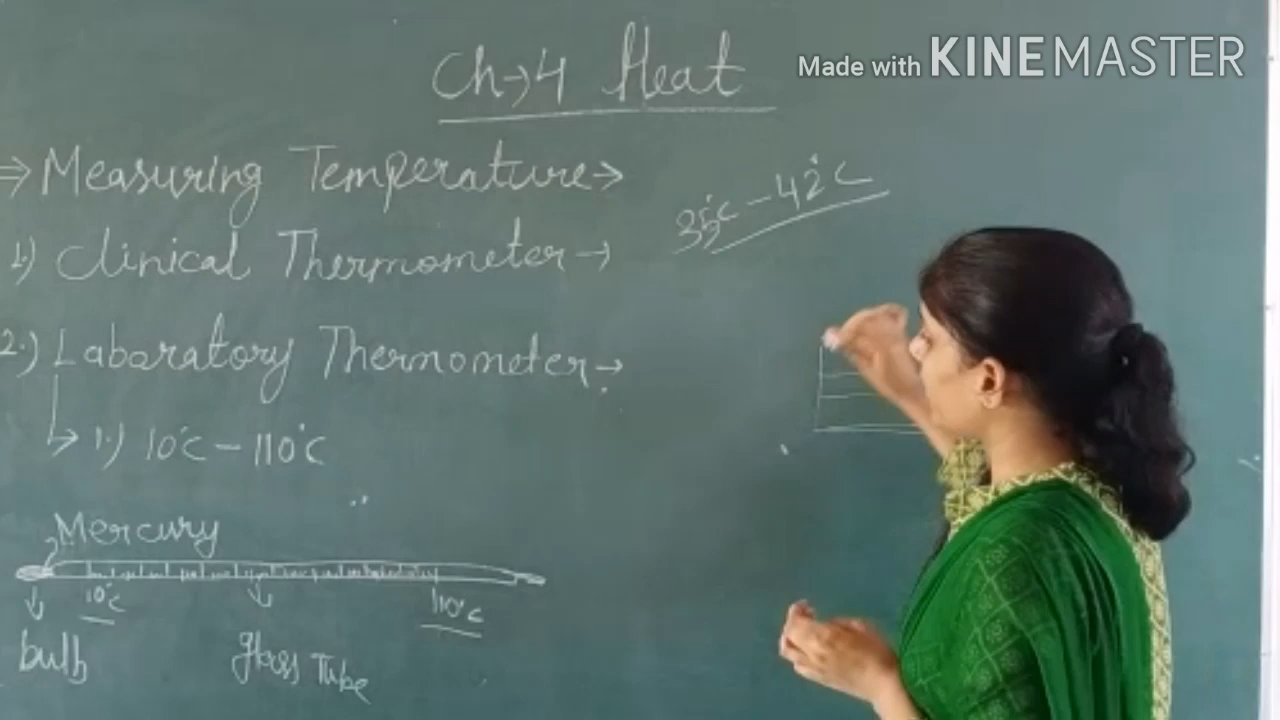 Made with KINEMASTER
Ch→4 Heat
⇒ Measuring Temperature→
35°C - 42°C
1.) Clinical Thermometer→
2.) Laboratory Thermometer→
↳ 1.) 10°C - 110°C
Mercury
10°C
110°C
bulb
glass Tube